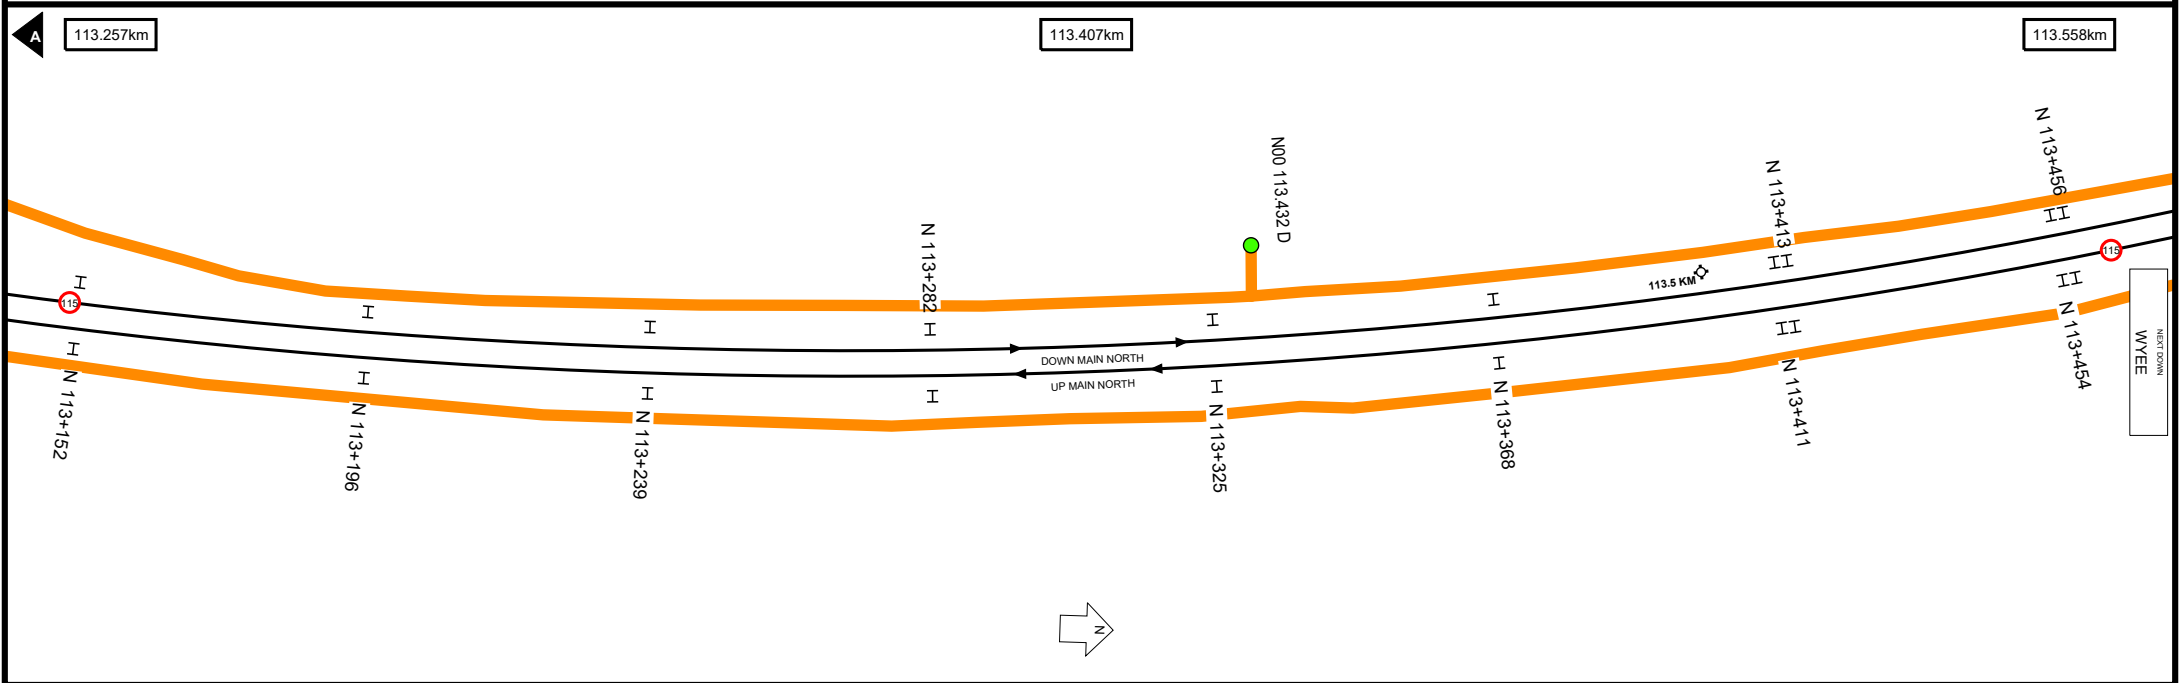 A
113.257km
113.407km
113.558km
N 113+456
N00 113.432 D
N 113+413
N 113+282
115
113.5 KM
115
DOWN MAIN NORTH
UP MAIN NORTH
NEXT DOWN
WYEE
N 113+152
N 113+196
N 113+239
N 113+325
N 113+368
N 113+411
N 113+454
N